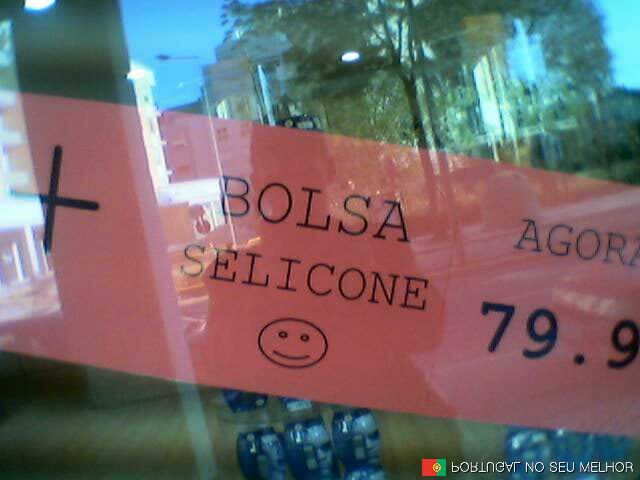 + BOLSA
SELICONE
AGORA
79.9
PORTUGAL NO SEU MELHOR